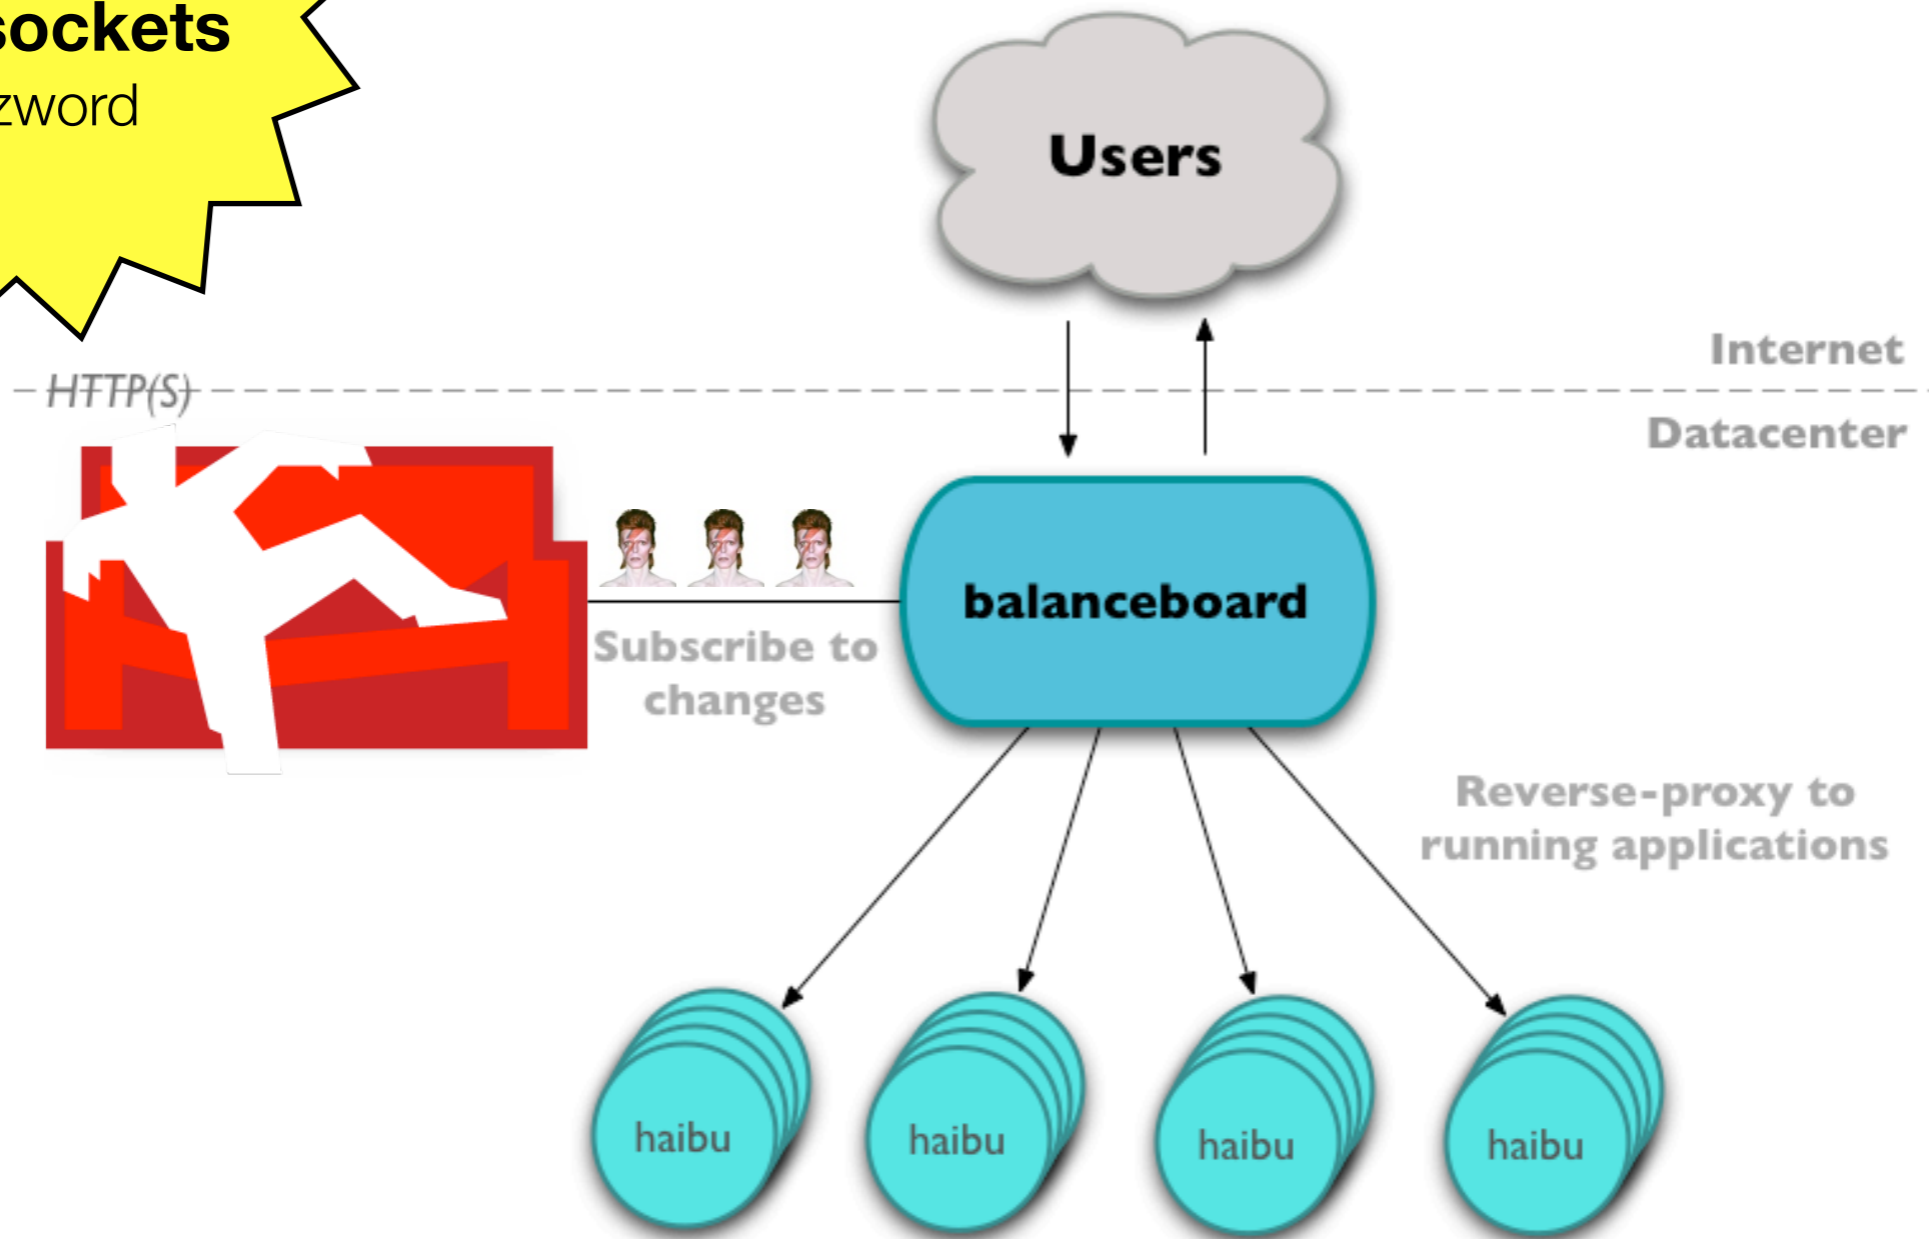 sockets
zword
Users
Internet
HTTP(S)
Datacenter
balanceboard
Subscribe to
changes
Reverse-proxy to
running applications
haibu
haibu
haibu
haibu